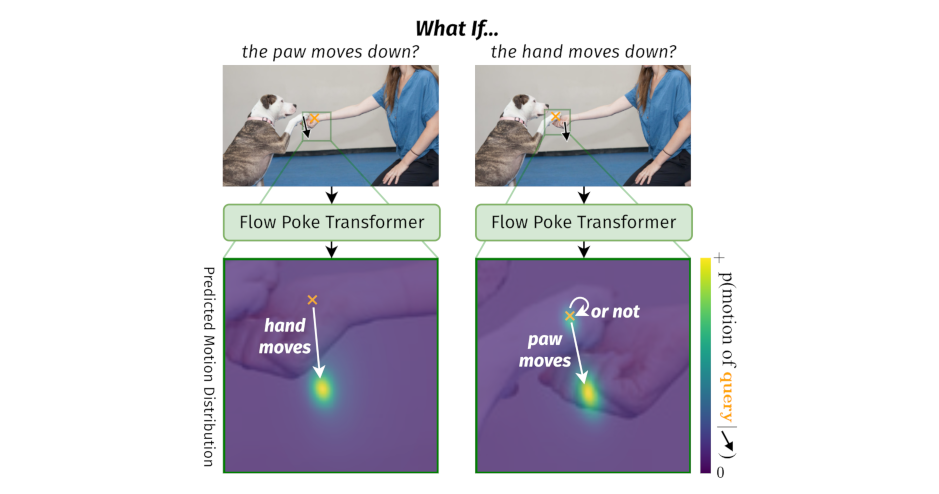 What If...
the paw moves down?
the hand moves down?
Flow Poke Transformer
Flow Poke Transformer
Predicted Motion Distribution
hand
moves
or not
paw
moves
+
p(motion of query | ➘)
0